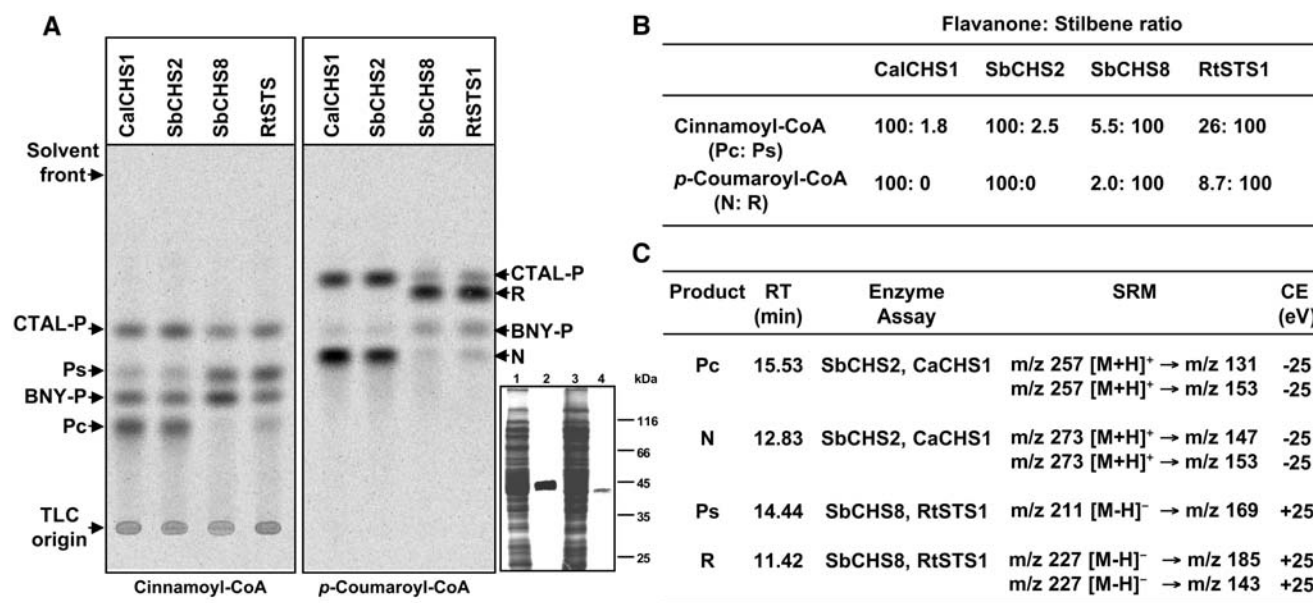 A
CalCHS1
SbCHS2
SbCHS8
RtSTS
CalCHS1
SbCHS2
SbCHS8
RtSTS1
Solvent
front
CTAL-P
Ps
BNY-P
Pc
TLC
origin
CTAL-P
R
BNY-P
N
1 2 3 4 kDa
116
66
45
35
25
Cinnamoyl-CoA
p-Coumaroyl-CoA
B
Flavanone: Stilbene ratio
CalCHS1 SbCHS2 SbCHS8 RtSTS1
Cinnamoyl-CoA 100: 1.8 100: 2.5 5.5: 100 26: 100
(Pc: Ps)
p-Coumaroyl-CoA 100: 0 100:0 2.0: 100 8.7: 100
(N: R)
C
Product RT Enzyme SRM CE
(min) Assay (eV)
Pc 15.53 SbCHS2, CaCHS1 m/z 257 [M+H]⁺ → m/z 131 -25
m/z 257 [M+H]⁺ → m/z 153 -25
N 12.83 SbCHS2, CaCHS1 m/z 273 [M+H]⁺ → m/z 147 -25
m/z 273 [M+H]⁺ → m/z 153 -25
Ps 14.44 SbCHS8, RtSTS1 m/z 211 [M-H]⁻ → m/z 169 +25
R 11.42 SbCHS8, RtSTS1 m/z 227 [M-H]⁻ → m/z 185 +25
m/z 227 [M-H]⁻ → m/z 143 +25